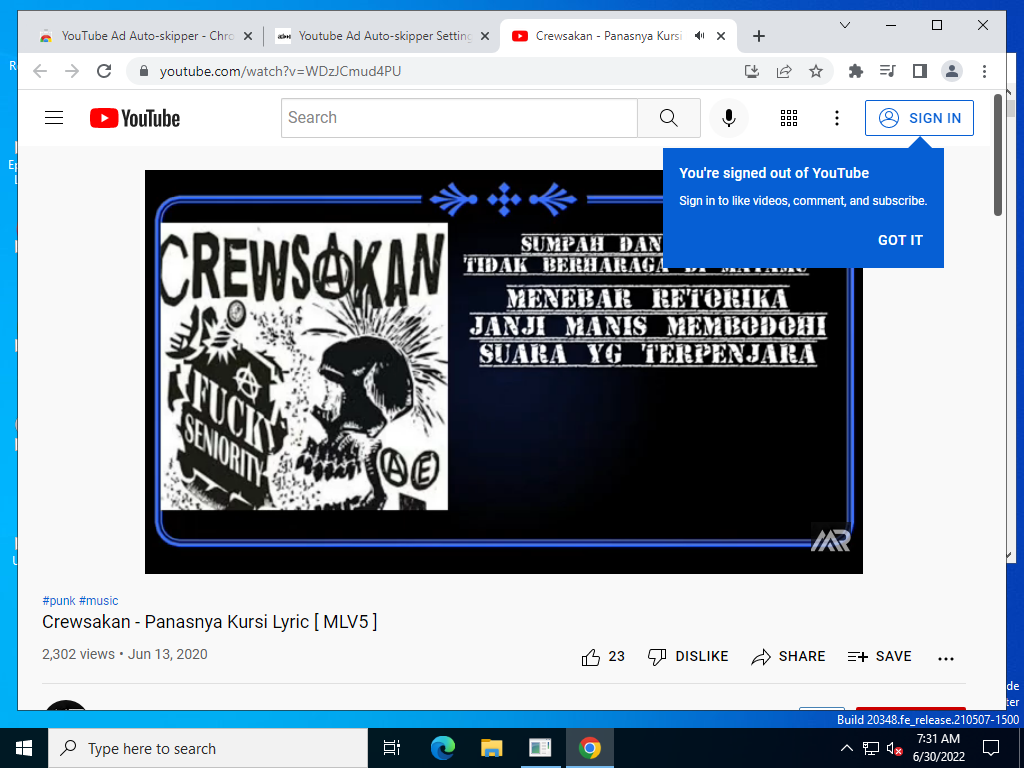 YouTube Ad Auto-skipper - Chro
Youtube Ad Auto-skipper Setting
Crewsakan - Panasnya Kursi
youtube.com/watch?v=WDzJCmud4PU
YouTube
Search
SIGN IN
You're signed out of YouTube
Sign in to like videos, comment, and subscribe.
GOT IT
CREWSAKAN
FUCK
SENIORITY
A E
SUMPAH DAN
TIDAK BERHARAGA DI MATAMU
MENEBAR RETORIKA
JANJI MANIS MEMBODOHI
SUARA YG TERPENJARA
MR
#punk #music
Crewsakan - Panasnya Kursi Lyric [ MLV5 ]
2,302 views • Jun 13, 2020
23
DISLIKE
SHARE
SAVE
Build 20348.fe_release.210507-1500
Type here to search
7:31 AM
6/30/2022